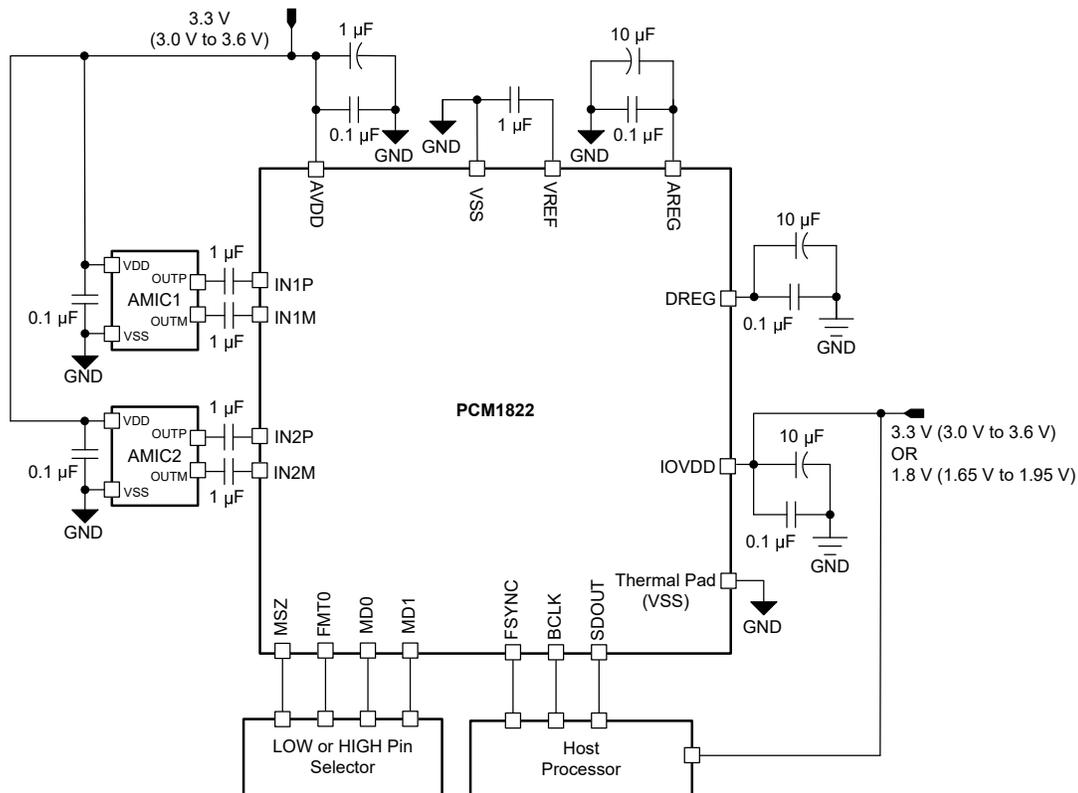 3.3 V
(3.0 V to 3.6 V)
1 µF
0.1 µF
GND
GND
1 µF
10 µF
0.1 µF
GND
AVDD
VSS
VREF
AREG
VDD
OUTP
AMIC1
OUTM
VSS
0.1 µF
GND
1 µF
1 µF
IN1P
IN1M
VDD
OUTP
AMIC2
OUTM
VSS
0.1 µF
GND
1 µF
1 µF
IN2P
IN2M
PCM1822
DREG
10 µF
0.1 µF
GND
IOVDD
10 µF
0.1 µF
GND
3.3 V (3.0 V to 3.6 V)
OR
1.8 V (1.65 V to 1.95 V)
Thermal Pad
(VSS)
GND
MSZ
FMT0
MD0
MD1
FSYNC
BCLK
SDOUT
LOW or HIGH Pin
Selector
Host
Processor